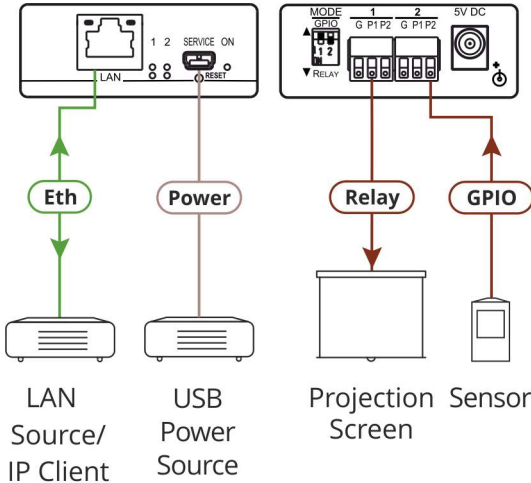 1 2 SERVICE ON
LAN
RESET
MODE
GPIO
1 2
ON
RELAY
1 2
G P1 P2 G P1 P2
5V DC
Eth
Power
Relay
GPIO
LAN
Source/
IP Client
USB
Power
Source
Projection
Screen
Sensor